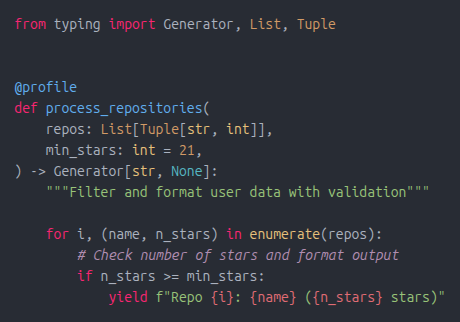 from typing import Generator, List, Tuple
@profile
def process_repositories(
    repos: List[Tuple[str, int]],
    min_stars: int = 21,
) -> Generator[str, None]:
    """Filter and format user data with validation"""
    for i, (name, n_stars) in enumerate(repos):
        # Check number of stars and format output
        if n_stars >= min_stars:
            yield f"Repo {i}: {name} ({n_stars} stars)"